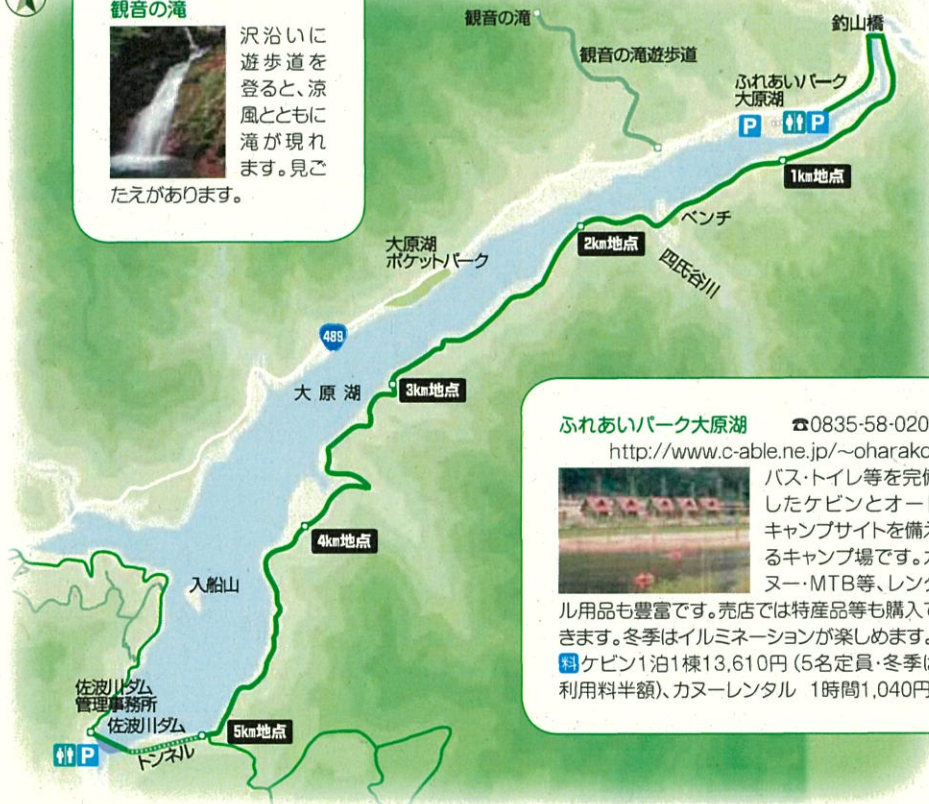 観音の滝
沢沿いに
遊歩道を
登ると、涼
風とともに
滝が現れ
ます。見ご
たえがあります。
観音の滝
観音の滝遊歩道
釣山橋
ふれあいパーク
大原湖
P
P
1km地点
ベンチ
2km地点
四氏谷川
大原湖
ポケットパーク
489
大原湖
3km地点
4km地点
入船山
佐波川ダム
管理事務所
佐波川ダム
P
トンネル
5km地点
ふれあいパーク大原湖 ☎0835-58-020
http://www.c-able.ne.jp/~oharako
バス・トイレ等を完備
したケビンとオート
キャンプサイトを備え
るキャンプ場です。カ
ヌー・MTB等、レンタ
ル用品も豊富です。売店では特産品等も購入で
きます。冬季はイルミネーションが楽しめます。
料ケビン1泊1棟13,610円(5名定員・冬季は
利用料半額)、カヌーレンタル 1時間1,040円